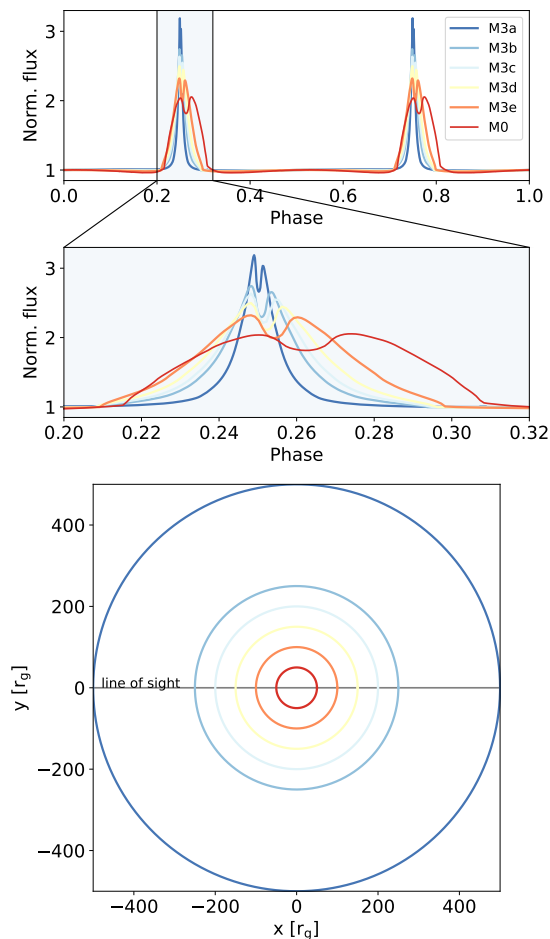 3
2
1
Norm. flux
M3a
M3b
M3c
M3d
M3e
M0
0.0 0.2 0.4 0.6 0.8 1.0
Phase
3
2
1
Norm. flux
0.20 0.22 0.24 0.26 0.28 0.30 0.32
Phase
400
200
0
−200
−400
y [rg]
line of sight
−400 −200 0 200 400
x [rg]